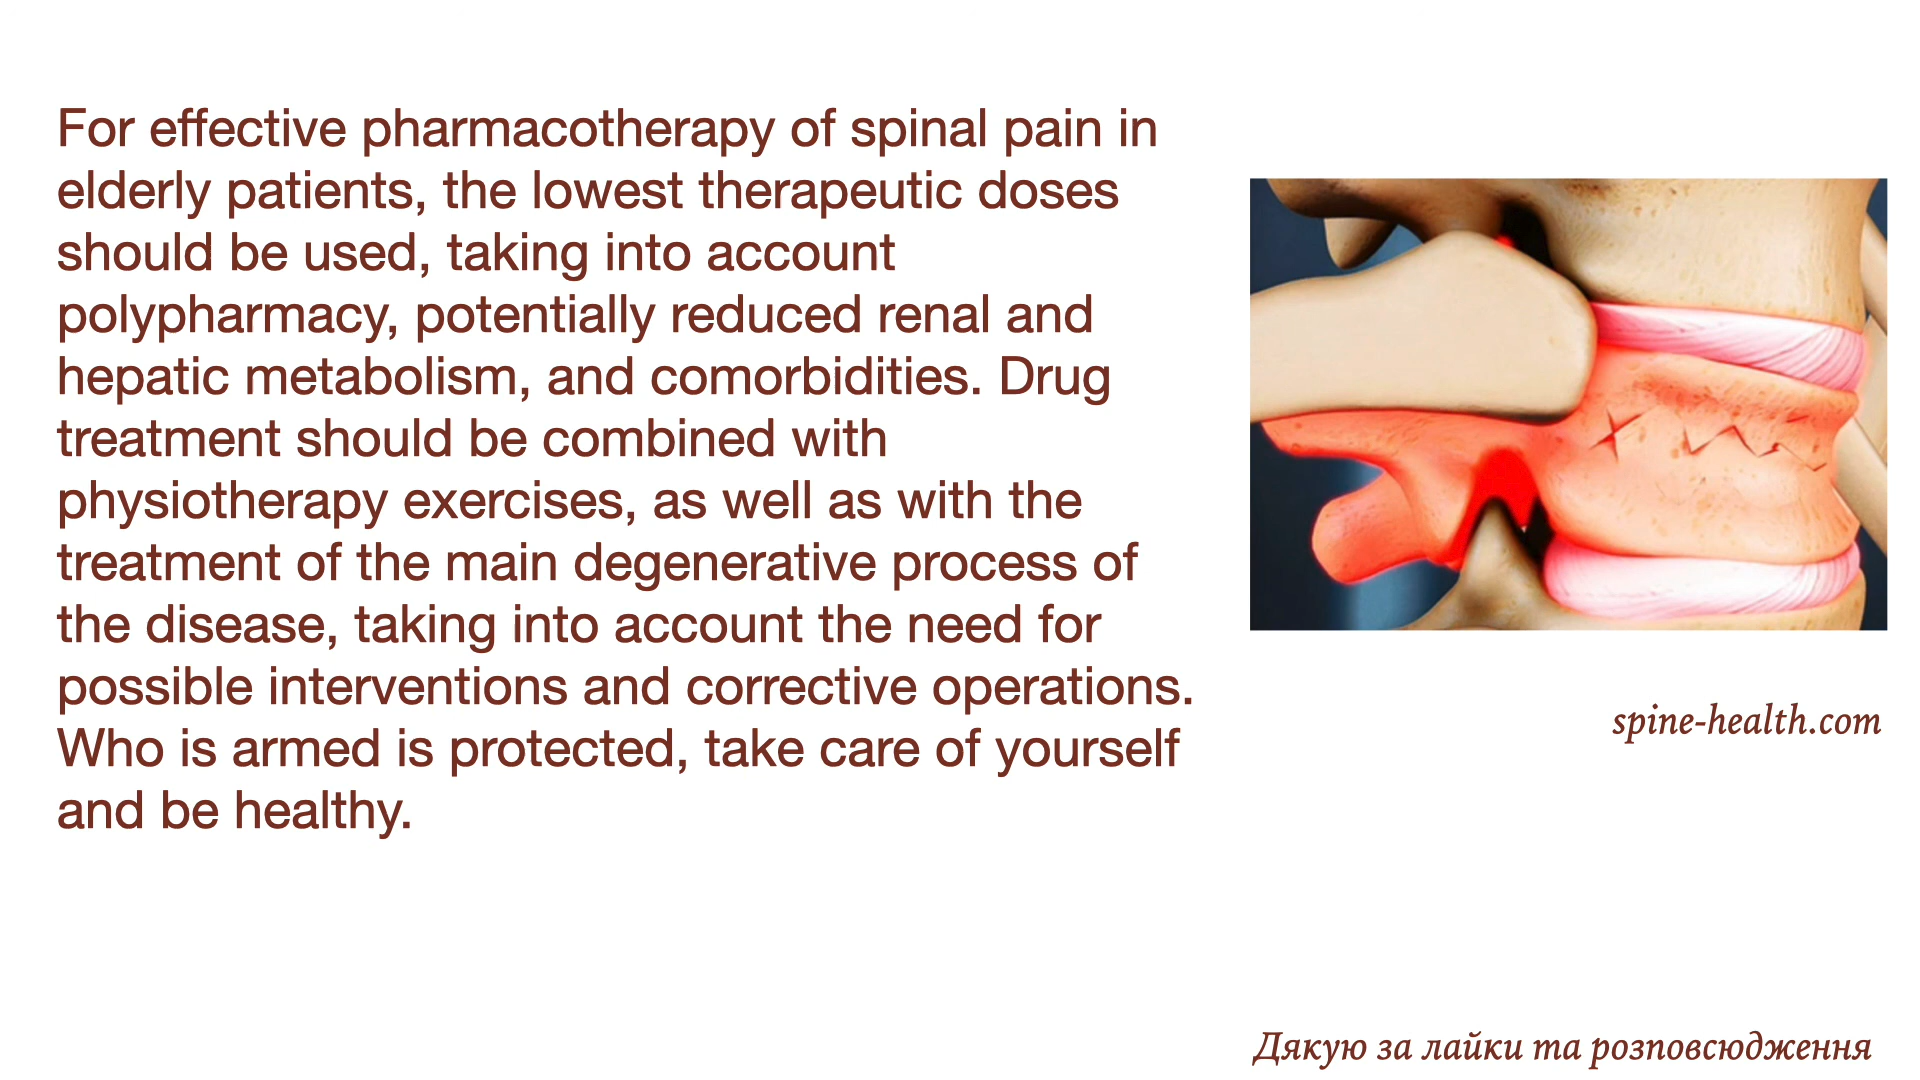 For effective pharmacotherapy of spinal pain in
elderly patients, the lowest therapeutic doses
should be used, taking into account
polypharmacy, potentially reduced renal and
hepatic metabolism, and comorbidities. Drug
treatment should be combined with
physiotherapy exercises, as well as with the
treatment of the main degenerative process of
the disease, taking into account the need for
possible interventions and corrective operations.
Who is armed is protected, take care of yourself
and be healthy.
spine-health.com
Дякую за лайки та розповсюдження